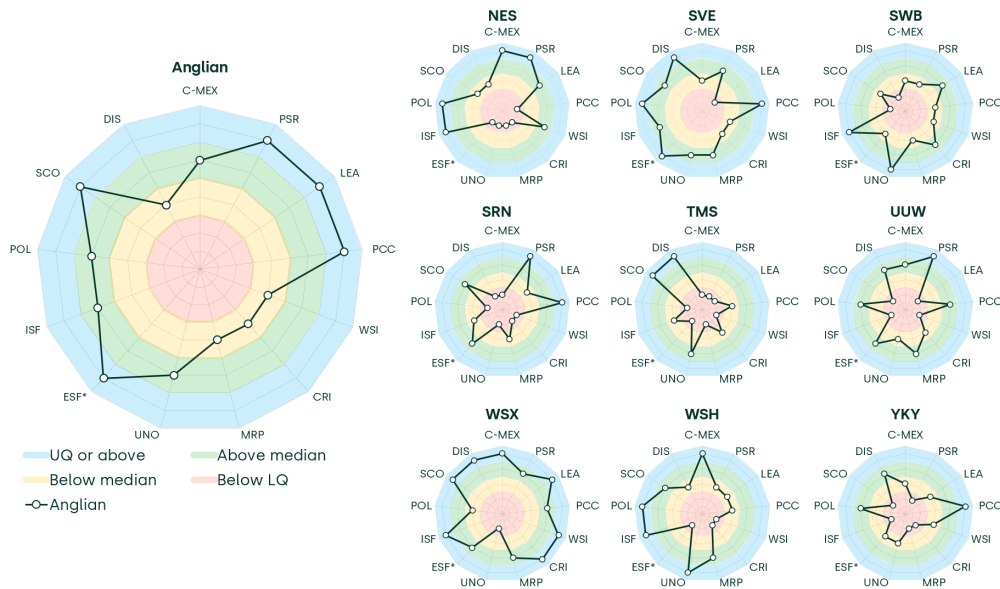 Anglian
C-MEX
PSR
LEA
PCC
WSI
CRI
MRP
UNO
ESF*
ISF
POL
SCO
DIS
UQ or above
Above median
Below median
Below LQ
Anglian
NES
C-MEX
PSR
LEA
PCC
WSI
CRI
MRP
UNO
ESF*
ISF
POL
SCO
DIS
SVE
C-MEX
PSR
LEA
PCC
WSI
CRI
MRP
UNO
ESF*
ISF
POL
SCO
DIS
SWB
C-MEX
PSR
LEA
PCC
WSI
CRI
MRP
UNO
ESF*
ISF
POL
SCO
DIS
SRN
C-MEX
PSR
LEA
PCC
WSI
CRI
MRP
UNO
ESF*
ISF
POL
SCO
DIS
TMS
C-MEX
PSR
LEA
PCC
WSI
CRI
MRP
UNO
ESF*
ISF
POL
SCO
DIS
UUW
C-MEX
PSR
LEA
PCC
WSI
CRI
MRP
UNO
ESF*
ISF
POL
SCO
DIS
WSX
C-MEX
PSR
LEA
PCC
WSI
CRI
MRP
UNO
ESF*
ISF
POL
SCO
DIS
WSH
C-MEX
PSR
LEA
PCC
WSI
CRI
MRP
UNO
ESF*
ISF
POL
SCO
DIS
YKY
C-MEX
PSR
LEA
PCC
WSI
CRI
MRP
UNO
ESF*
ISF
POL
SCO
DIS